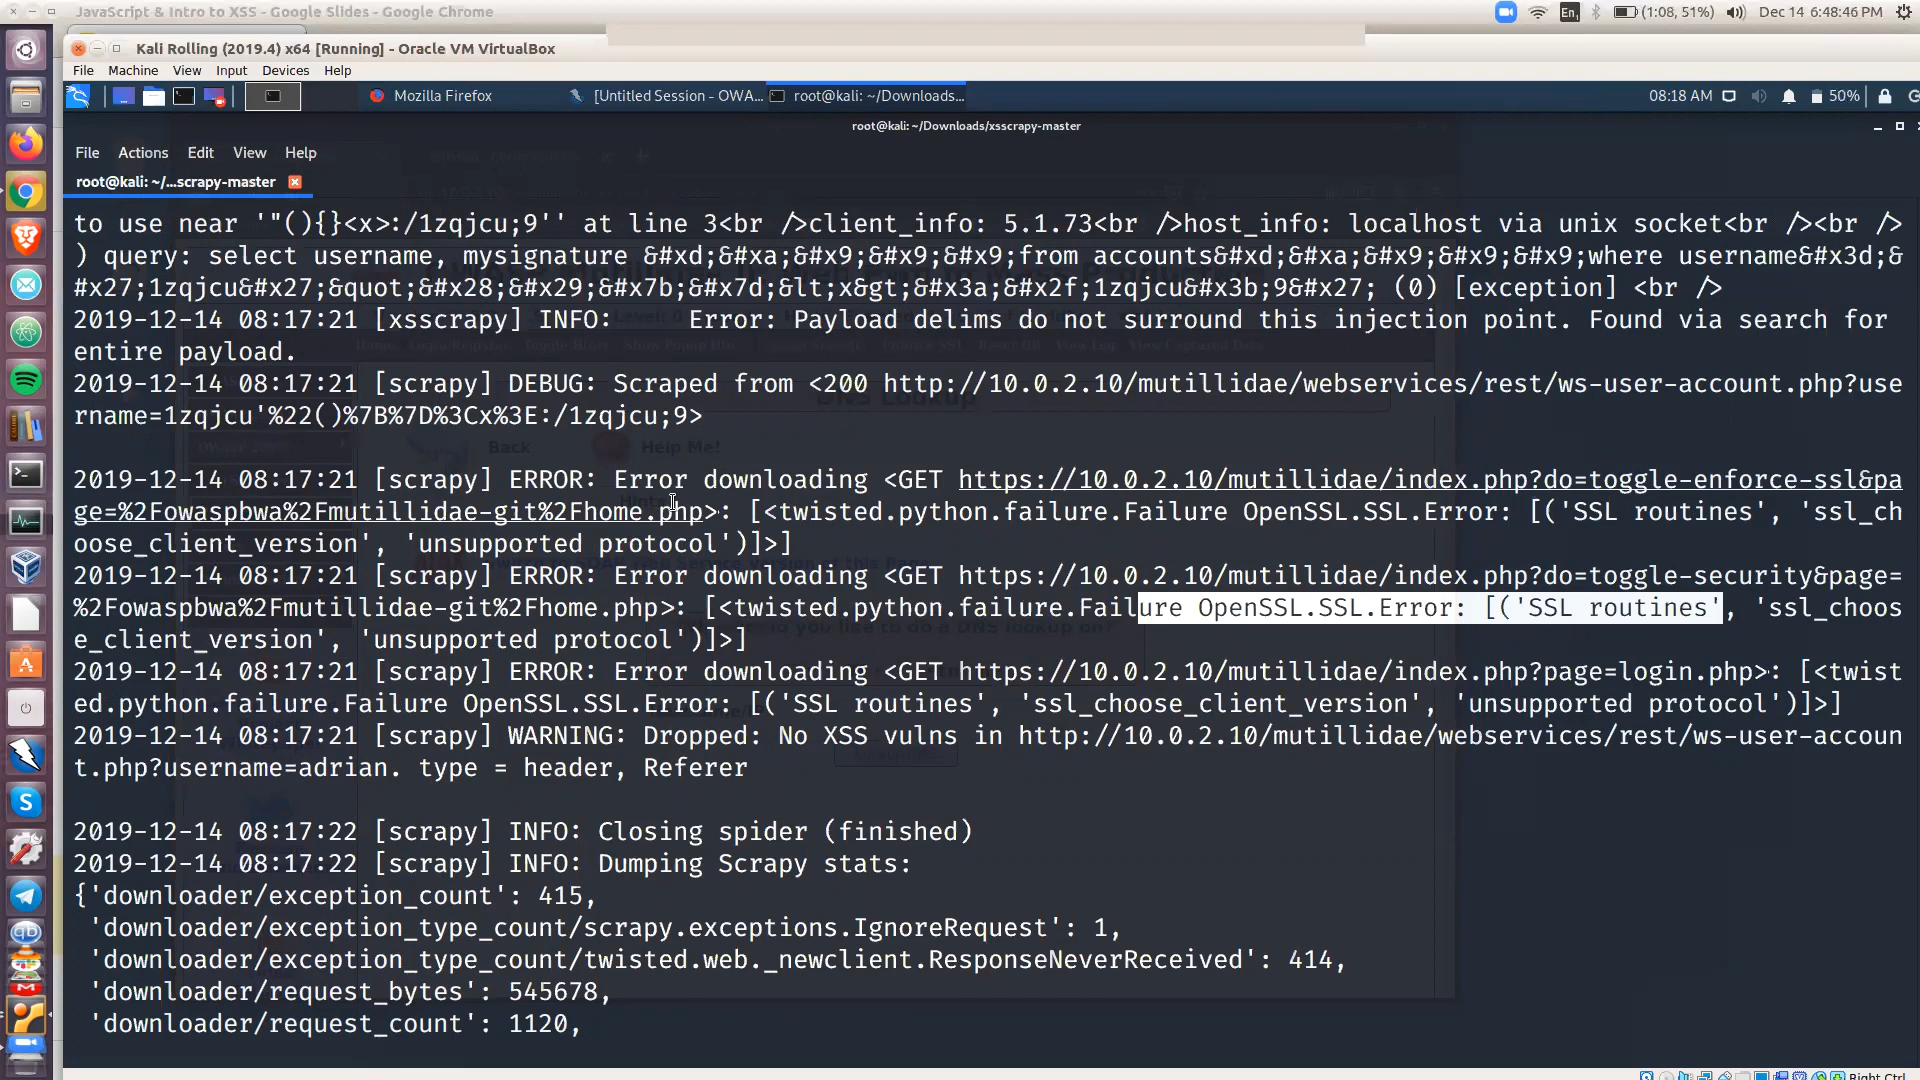 JavaScript & Intro to XSS - Google Slides - Google Chrome
En
(1:08, 51%)
Dec 14 6:48:46 PM
Kali Rolling (2019.4) x64 [Running] - Oracle VM VirtualBox
File Machine View Input Devices Help
Mozilla Firefox
[Untitled Session - OWA...
root@kali: ~/Downloads...
08:18 AM
50%
root@kali: ~/Downloads/xsscrapy-master
File Actions Edit View Help
root@kali: ~/...scrapy-master
to use near '"(){}<x>:/1zqjcu;9'' at line 3<br />client_info: 5.1.73<br />host_info: localhost via unix socket<br /><br />
) query: select username, mysignature &#xd;&#xa;&#x9;&#x9;&#x9;from accounts&#xd;&#xa;&#x9;&#x9;&#x9;where username&#x3d;&
#x27;1zqjcu&#x27;&quot;&#x28;&#x29;&#x7b;&#x7d;&lt;x&gt;&#x3a;&#x2f;1zqjcu&#x3b;9&#x27; (0) [exception] <br />
2019-12-14 08:17:21 [xsscrapy] INFO:     Error: Payload delims do not surround this injection point. Found via search for
entire payload.
2019-12-14 08:17:21 [scrapy] DEBUG: Scraped from <200 http://10.0.2.10/mutillidae/webservices/rest/ws-user-account.php?use
rname=1zqjcu'%22()%7B%7D%3Cx%3E:/1zqjcu;9>
2019-12-14 08:17:21 [scrapy] ERROR: Error downloading <GET https://10.0.2.10/mutillidae/index.php?do=toggle-enforce-ssl&pa
ge=%2Fowaspbwa%2Fmutillidae-git%2Fhome.php>: [<twisted.python.failure.Failure OpenSSL.SSL.Error: [('SSL routines', 'ssl_ch
oose_client_version', 'unsupported protocol')]>]
2019-12-14 08:17:21 [scrapy] ERROR: Error downloading <GET https://10.0.2.10/mutillidae/index.php?do=toggle-security&page=
%2Fowaspbwa%2Fmutillidae-git%2Fhome.php>: [<twisted.python.failure.Failure OpenSSL.SSL.Error: [('SSL routines', 'ssl_choos
e_client_version', 'unsupported protocol')]>]
2019-12-14 08:17:21 [scrapy] ERROR: Error downloading <GET https://10.0.2.10/mutillidae/index.php?page=login.php>: [<twist
ed.python.failure.Failure OpenSSL.SSL.Error: [('SSL routines', 'ssl_choose_client_version', 'unsupported protocol')]>]
2019-12-14 08:17:21 [scrapy] WARNING: Dropped: No XSS vulns in http://10.0.2.10/mutillidae/webservices/rest/ws-user-accoun
t.php?username=adrian. type = header, Referer
2019-12-14 08:17:22 [scrapy] INFO: Closing spider (finished)
2019-12-14 08:17:22 [scrapy] INFO: Dumping Scrapy stats:
{'downloader/exception_count': 415,
'downloader/exception_type_count/scrapy.exceptions.IgnoreRequest': 1,
'downloader/exception_type_count/twisted.web._newclient.ResponseNeverReceived': 414,
'downloader/request_bytes': 545678,
'downloader/request_count': 1120,
Right Ctrl